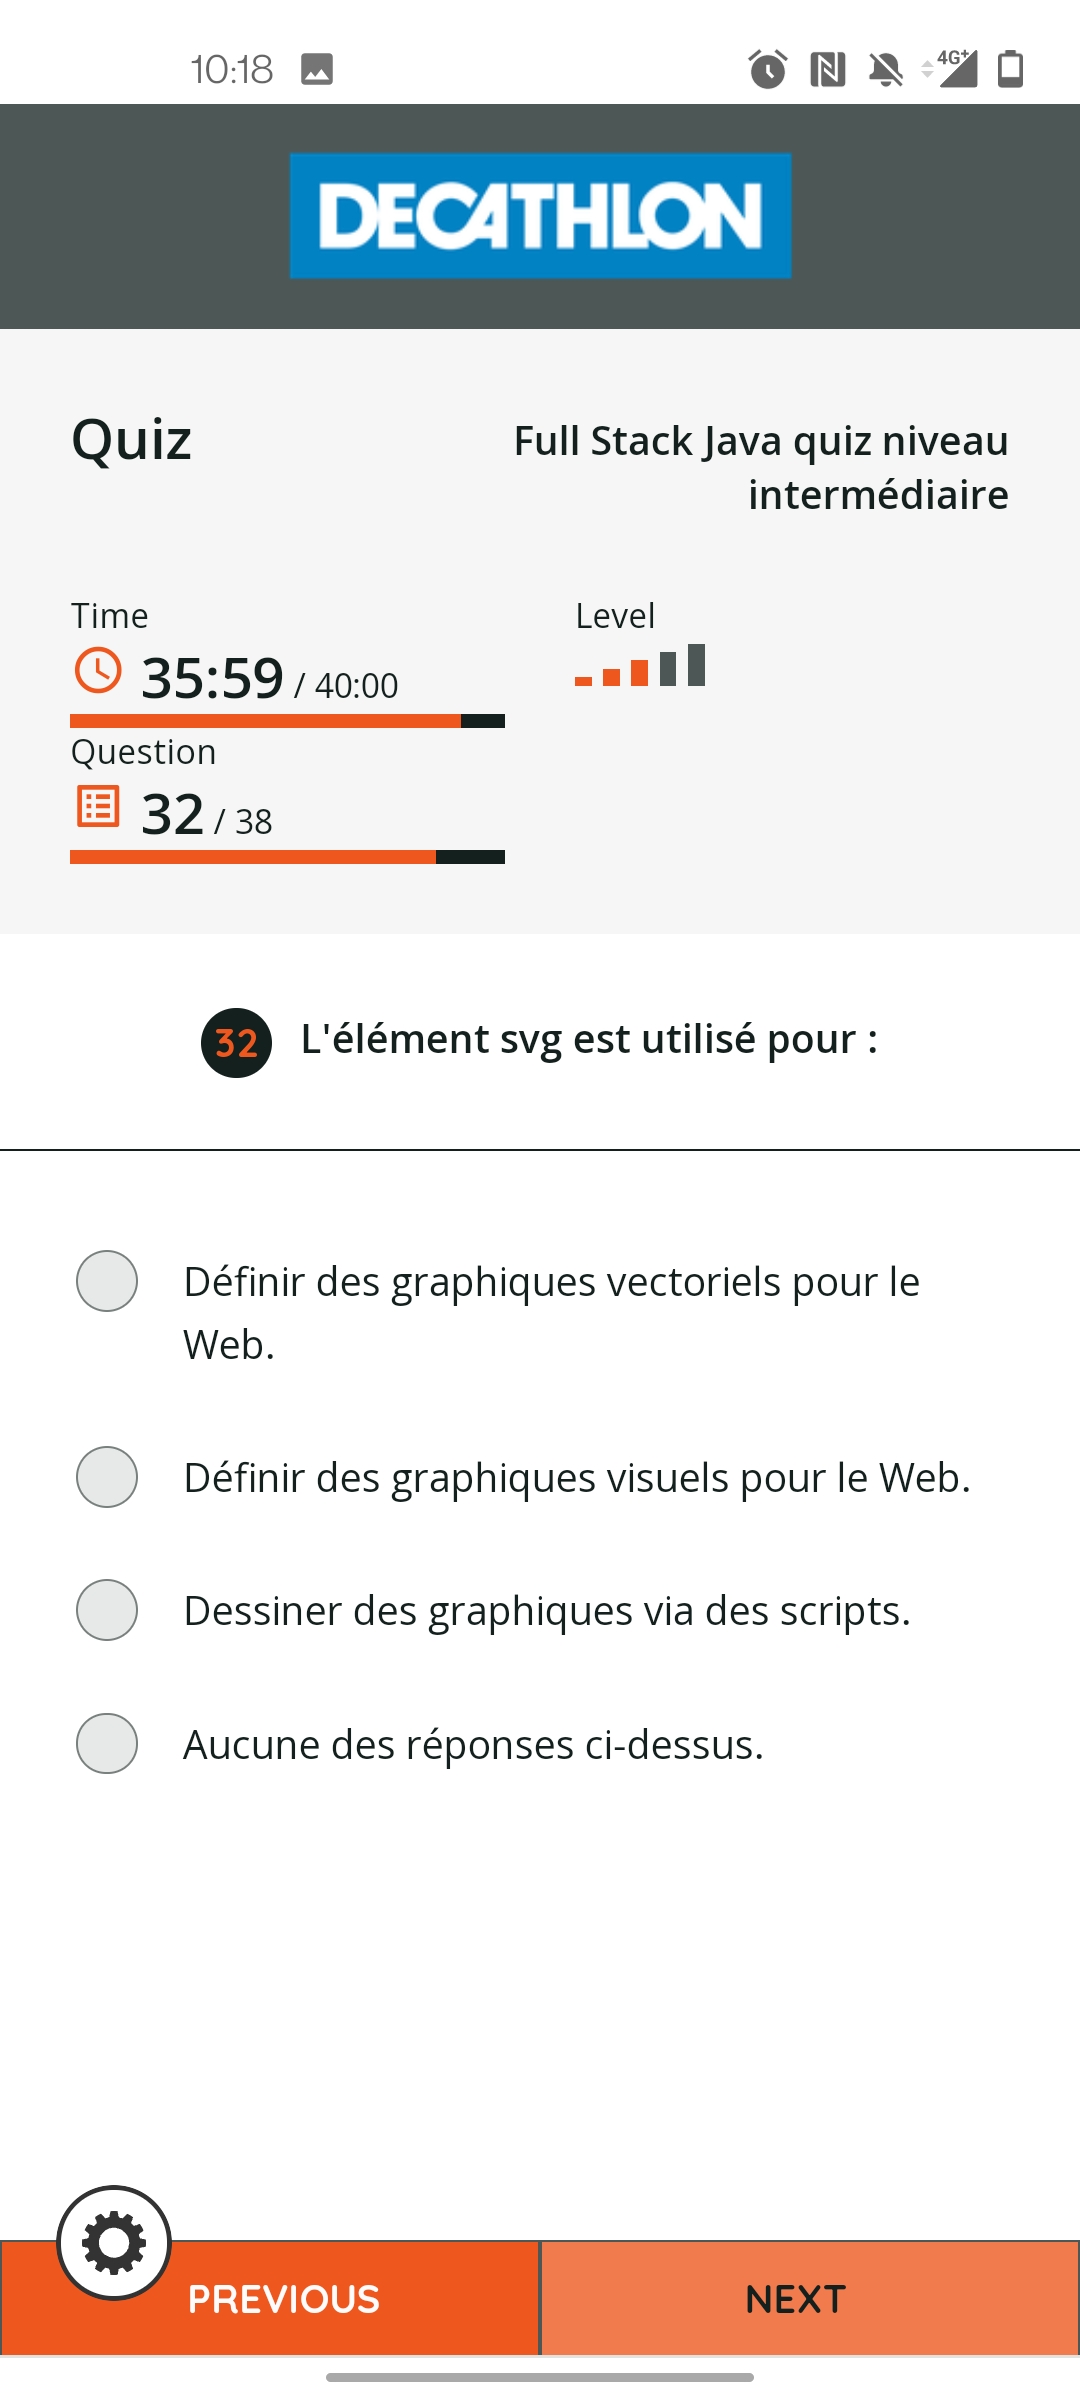 10:18 4G+
DECATHLON
Quiz
Full Stack Java quiz niveau
intermédiaire
Time
35:59 / 40:00
Level
Question
32 / 38
32 L'élément svg est utilisé pour :
Définir des graphiques vectoriels pour le
Web.
Définir des graphiques visuels pour le Web.
Dessiner des graphiques via des scripts.
Aucune des réponses ci-dessus.
PREVIOUS
NEXT